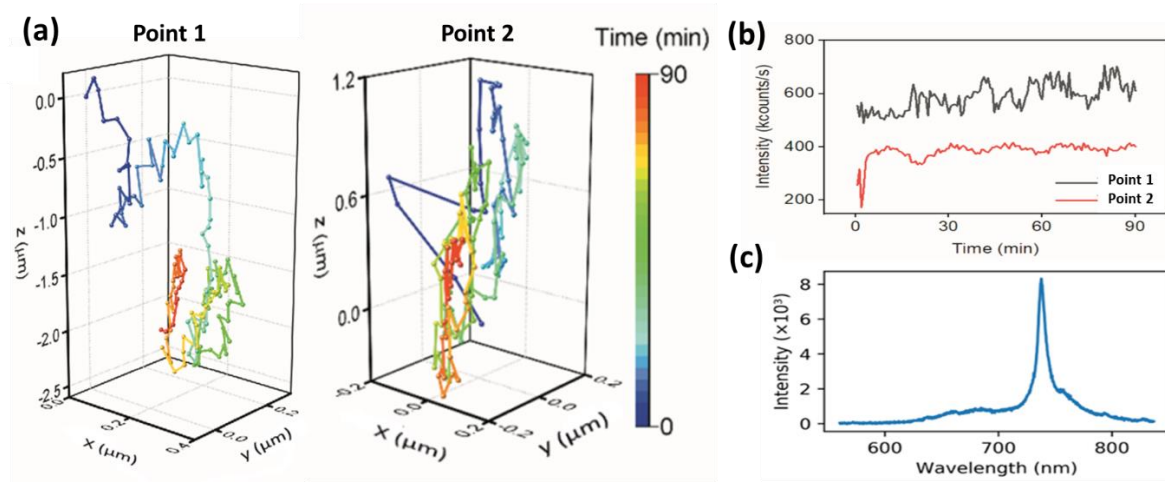 (a)
Point 1
Point 2
Time (min)
90
0
0.0
-0.5
-1.0
-1.5
-2.0
-2.5
z (μm)
0.0
0.2
0.4
x (μm)
0.0
0.2
y (μm)
1.2
0.6
0.0
z (μm)
-0.2
0.0
0.2
x (μm)
-0.2
0.0
0.2
y (μm)
(b)
800
600
400
200
Intensity (kcounts/s)
Point 1
Point 2
0
30
60
90
Time (min)
(c)
8
6
4
2
0
Intensity (×10³)
600
700
800
Wavelength (nm)